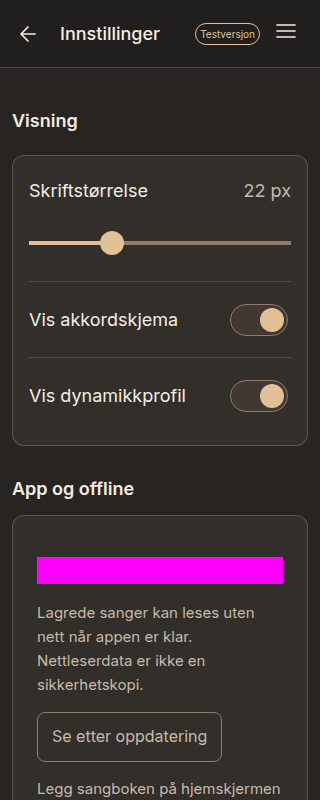 Innstillinger
Testversjon
Visning
Skriftstørrelse
22 px
Vis akkordskjema
Vis dynamikkprofil
App og offline
Lagrede sanger kan leses uten
nett når appen er klar.
Nettleserdata er ikke en
sikkerhetskopi.
Se etter oppdatering
Legg sangboken på hjemskjermen